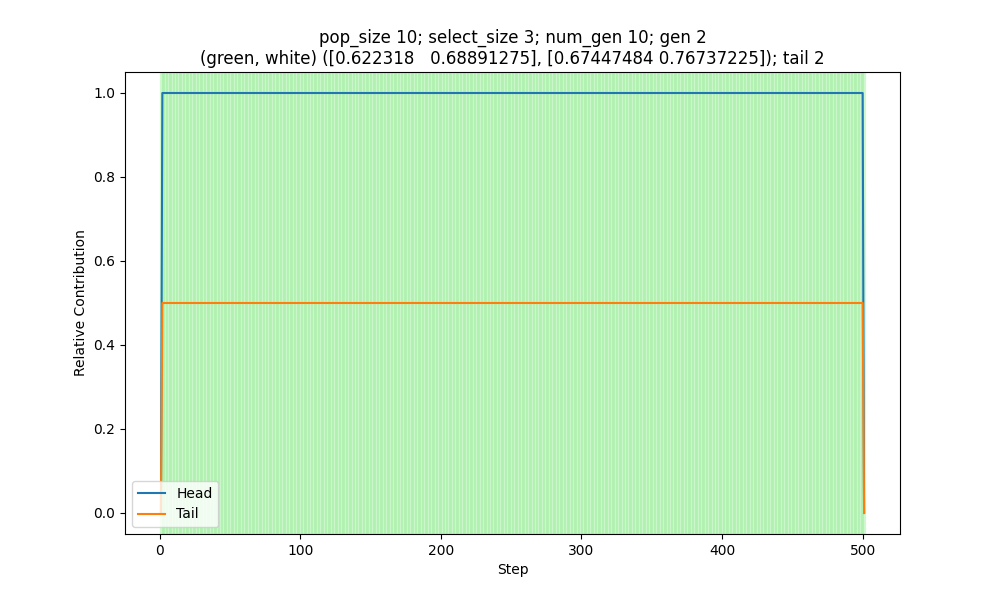 pop_size 10; select_size 3; num_gen 10; gen 2
(green, white) ([0.622318   0.68891275], [0.67447484 0.76737225]); tail 2
Relative Contribution
1.0
0.8
0.6
0.4
0.2
0.0
Head
Tail
0 100 200 300 400 500
Step